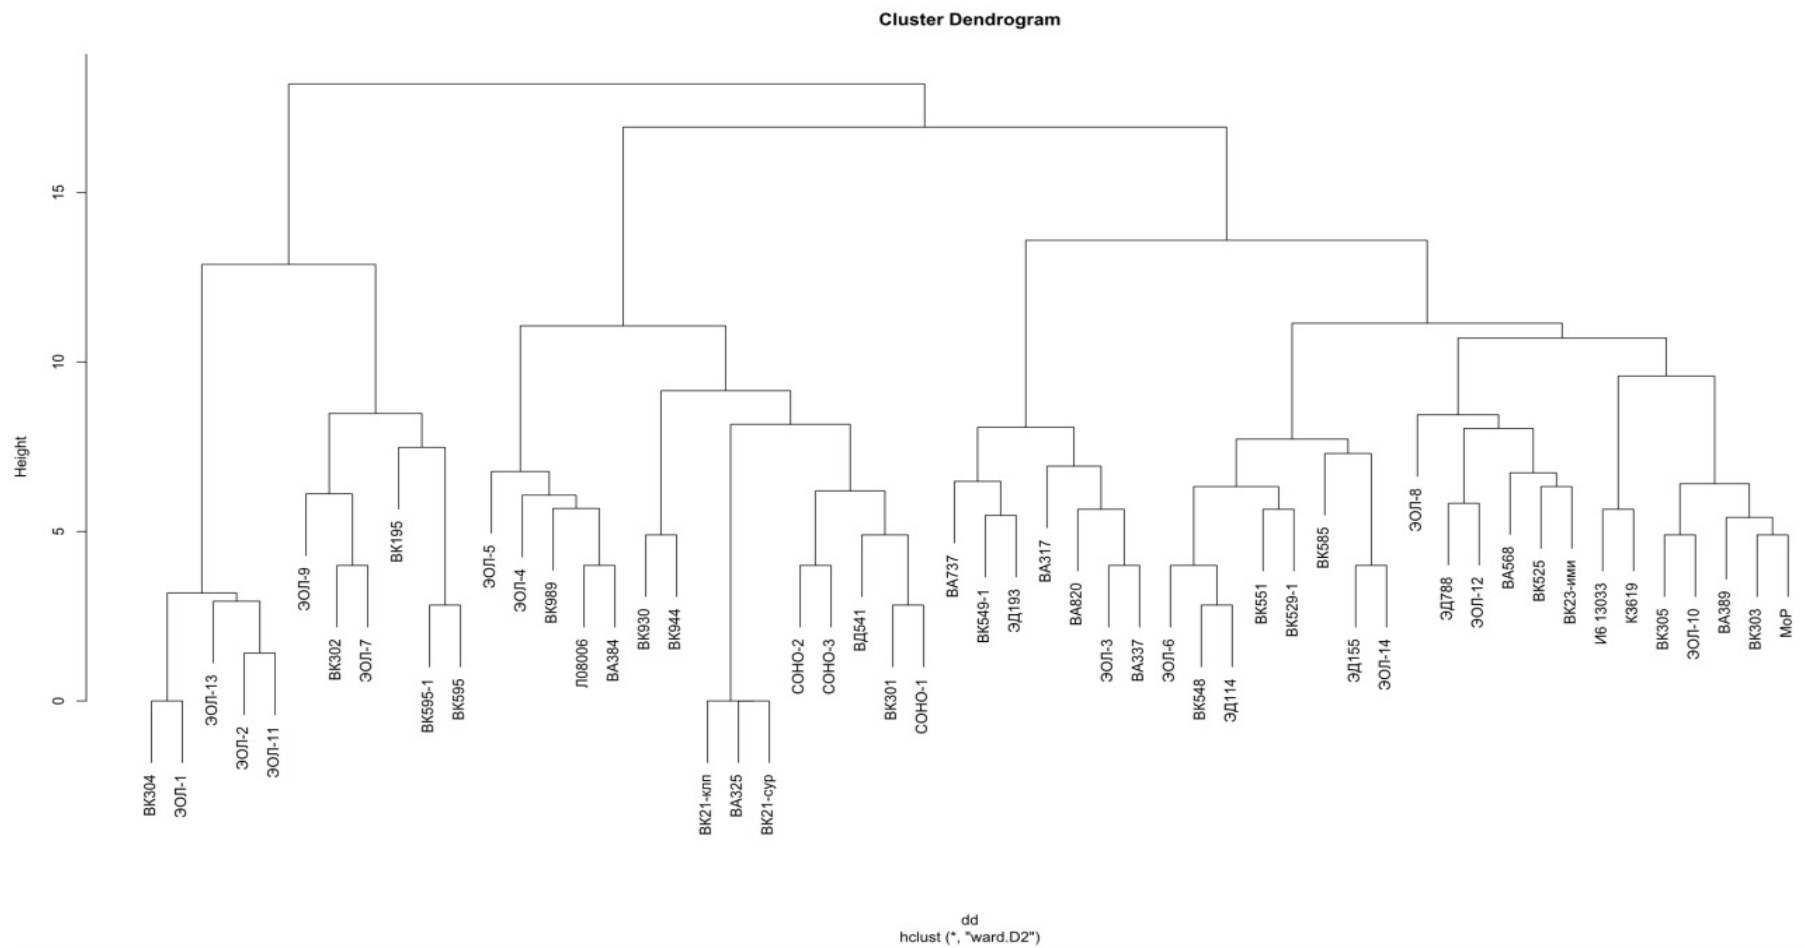 Cluster Dendrogram
Height
15
10
5
0
ВК304
ЭОЛ-1
ЭОЛ-13
ЭОЛ-2
ЭОЛ-11
ЭОЛ-9
ВК302
ЭОЛ-7
ВК195
ВК595-1
ВК595
ЭОЛ-5
ЭОЛ-4
ВК989
Л08006
ВА384
ВК930
ВК944
ВК21-клп
ВА325
ВК21-сур
СОНО-2
СОНО-3
ВД541
ВК301
СОНО-1
ВА737
ВК549-1
ЭД193
ВА317
ВА820
ЭОЛ-3
ВА337
ЭОЛ-6
ВК548
ЭД114
ВК551
ВК529-1
ВК585
ЭД155
ЭОЛ-14
ЭОЛ-8
ЭД788
ЭОЛ-12
ВА568
ВК525
ВК23-ими
И6 13033
К3619
ВК305
ЭОЛ-10
ВА389
ВК303
МоР
dd
hclust (*, "ward.D2")